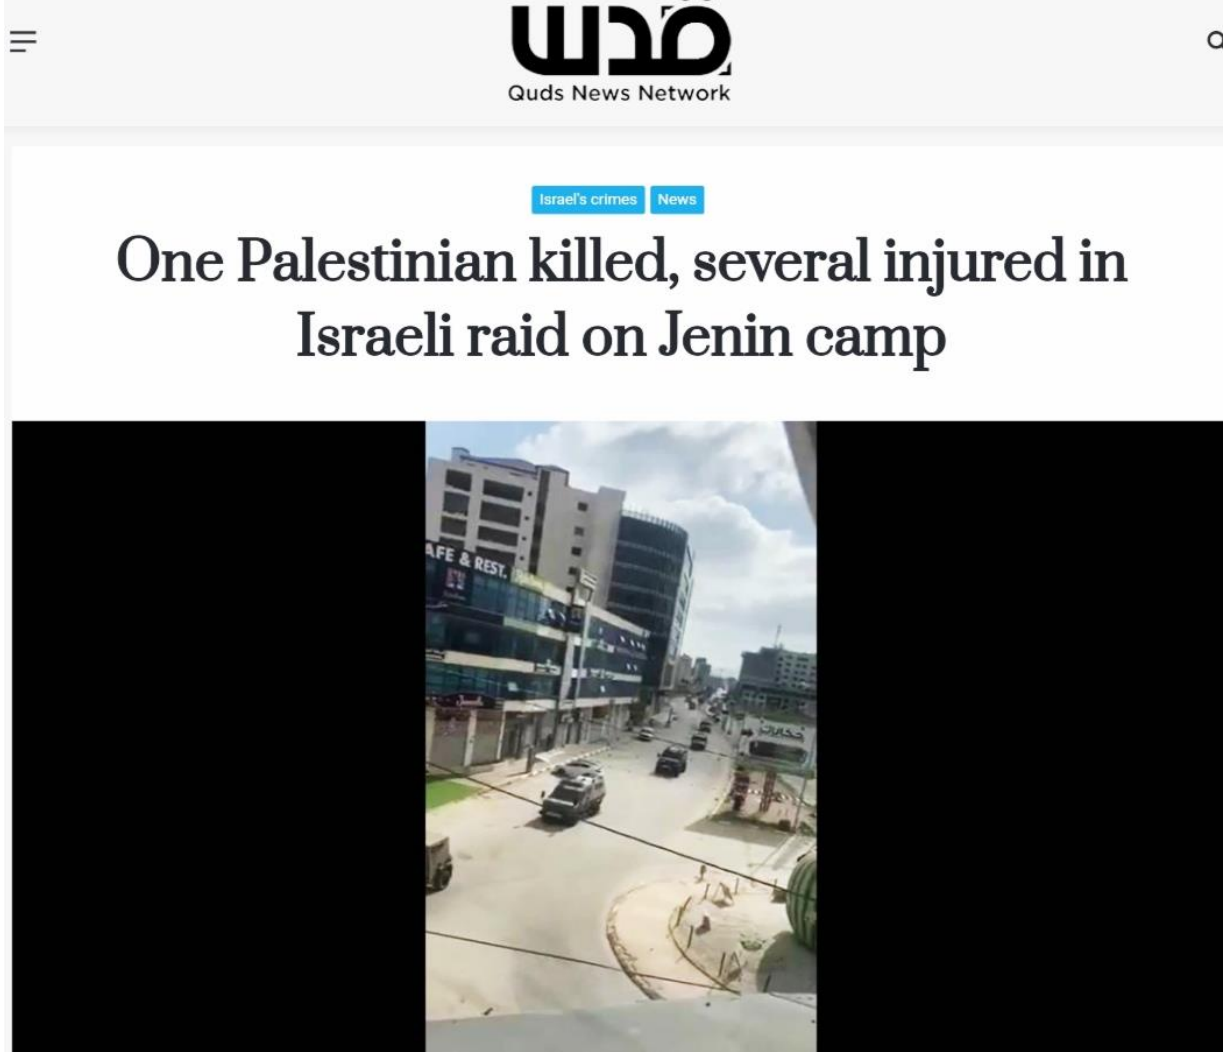 قدس
Quds News Network
Israel's crimes
News
One Palestinian killed, several injured in
Israeli raid on Jenin camp
AFE & REST.